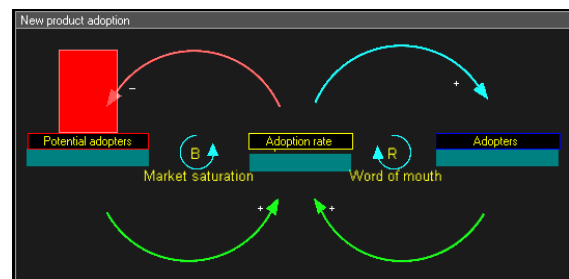 New product adoption
−
+
Potential adopters
B
Adoption rate
R
Adopters
Market saturation
Word of mouth
+
+